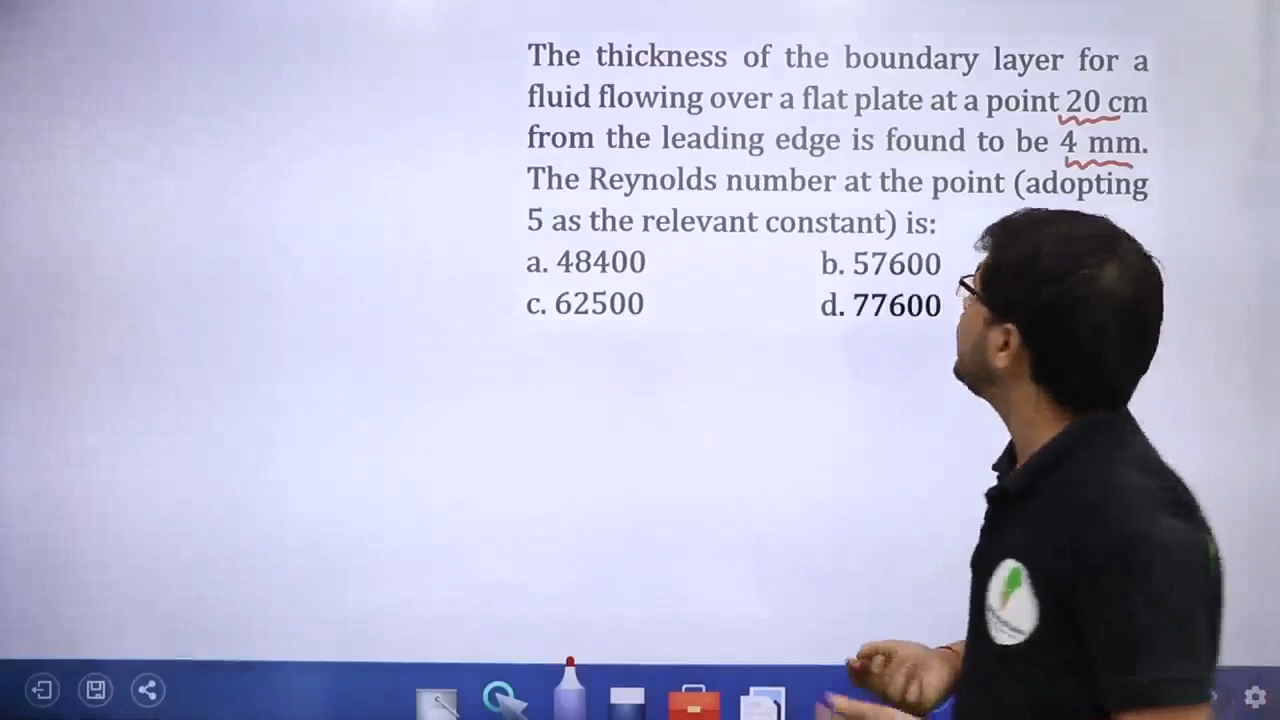 The thickness of the boundary layer for a
fluid flowing over a flat plate at a point 20 cm
from the leading edge is found to be 4 mm.
The Reynolds number at the point (adopting
5 as the relevant constant) is:
a. 48400 b. 57600
c. 62500 d. 77600